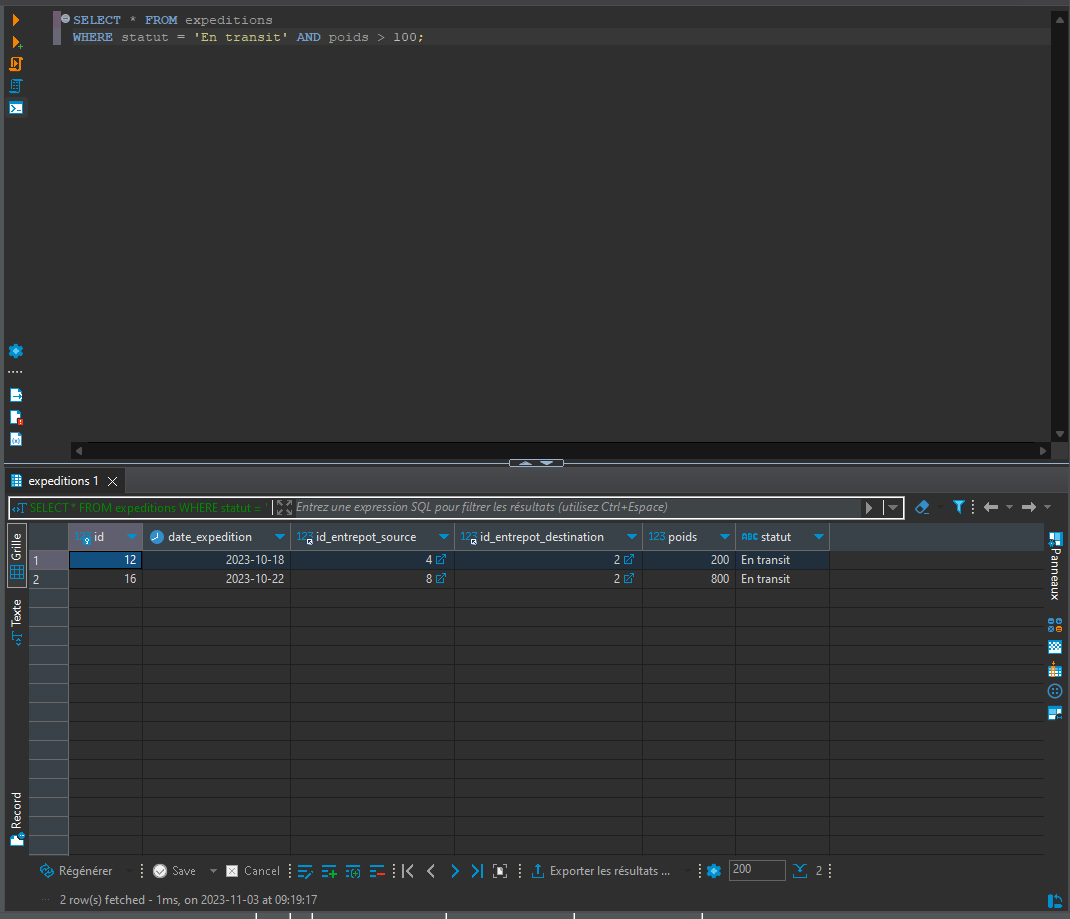 SELECT * FROM expeditions
WHERE statut = 'En transit' AND poids > 100;
expeditions 1
SELECT * FROM expeditions WHERE statut = '
Entrez une expression SQL pour filtrer les résultats (utilisez Ctrl+Espace)
Grille
Texte
Record
Panneaux
123 id date_expedition 123 id_entrepot_source 123 id_entrepot_destination 123 poids ABC statut
1 12 2023-10-18 4 2 200 En transit
2 16 2023-10-22 8 2 800 En transit
Régénérer Save Cancel Exporter les résultats ... 200 2
2 row(s) fetched - 1ms, on 2023-11-03 at 09:19:17